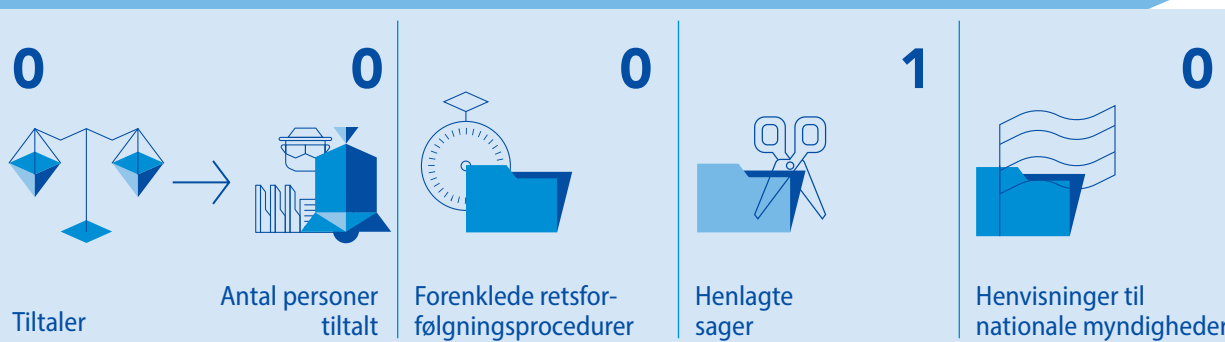 0
0
0
1
0
Tiltaler
Antal personer
tiltalt
Forenklede retsfor-
følgningsprocedurer
Henlagte
sager
Henvisninger til
nationale myndigheder